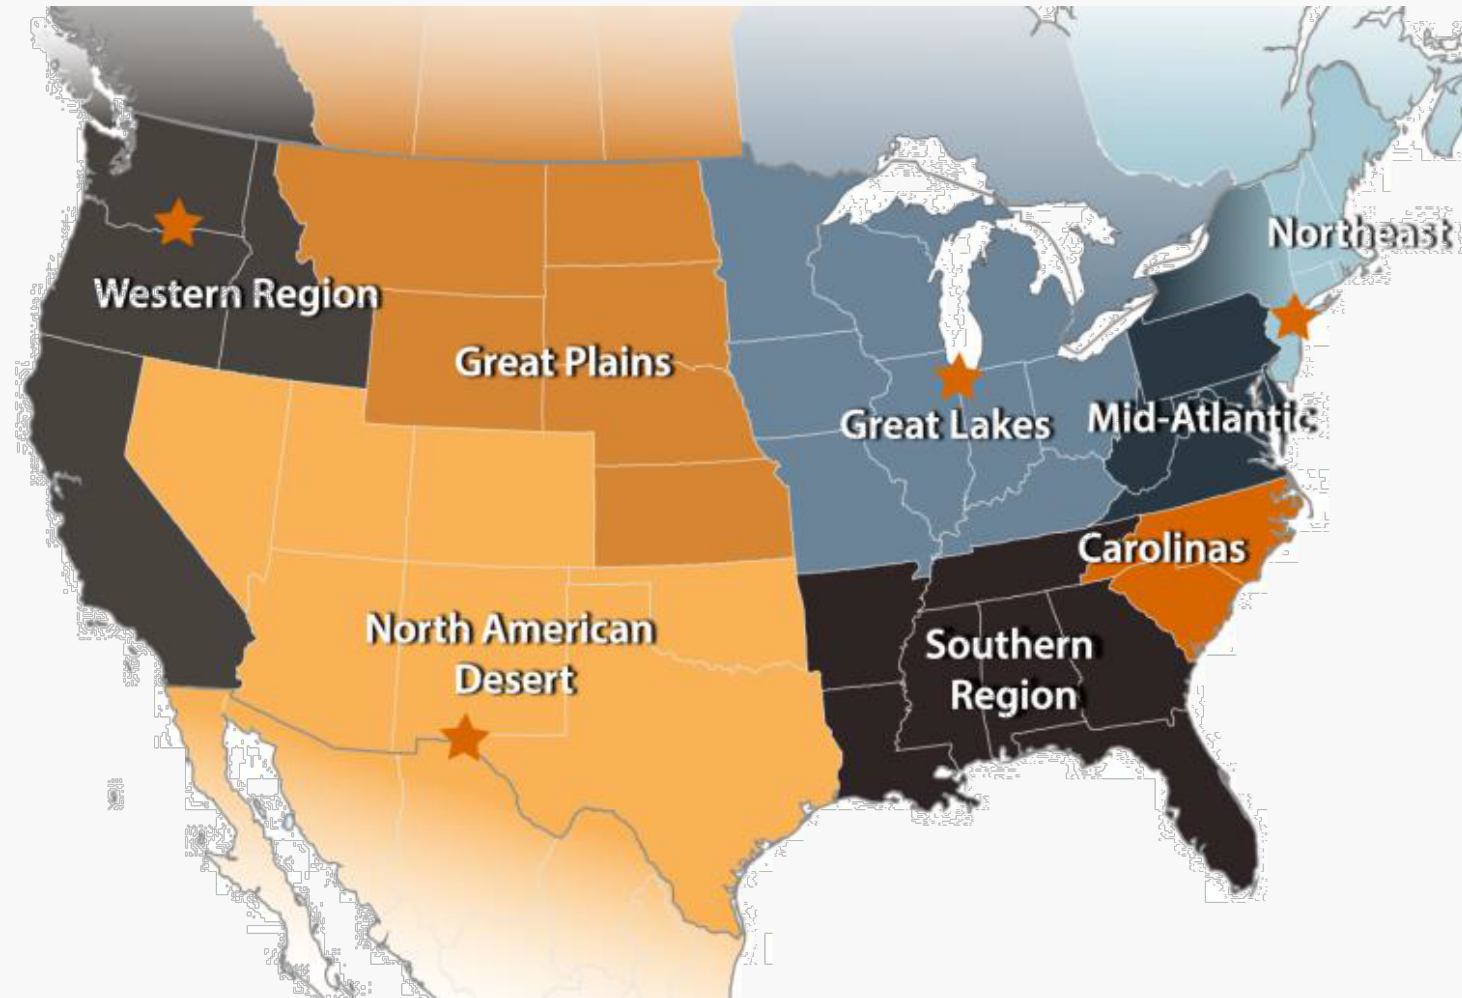 Northeast
Western Region
Great Plains
Great Lakes
Mid-Atlantic
Carolinas
North American
Desert
Southern
Region